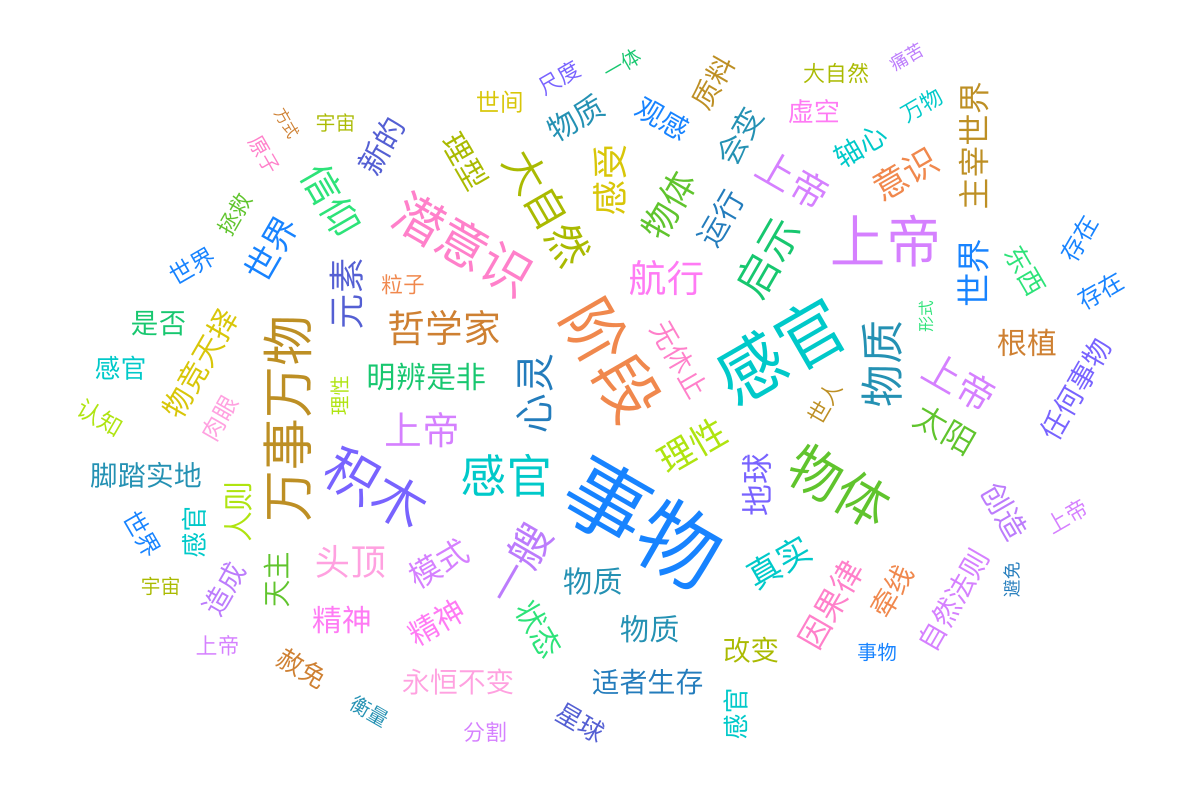 痛苦
一体
尺度
大自然
质料
世间
万物
虚空
物质
观感
方式
宇宙
新的
会变
轴心
主宰世界
原子
理型
大自然
感受
上帝
意识
信仰
物体
运行
拯救
潜意识
启示
上帝
存在
世界
世界
元素
粒子
航行
世界
东西
存在
是否
物竞天择
哲学家
阶段
无休止
感官
形式
根植
感官
万事万物
明辨是非
心灵
物质
上帝
任何事物
认知
肉眼
理性
上帝
世人
太阳
理性
脚踏实地
积木
感官
事物
地球
物体
人则
感官
世界
创造
上帝
宇宙
造成
天主
头顶
模式
一艘
物质
真实
因果律
牵线
自然法则
避免
精神
精神
状态
物质
上帝
改变
事物
赦免
永恒不变
适者生存
衡量
分割
星球
感官